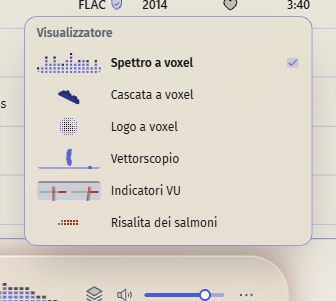 FLAC 2014 3:40
Visualizzatore
Spettro a voxel
Cascata a voxel
s
Logo a voxel
Vettorscopio
Indicatori VU
Risalita dei salmoni